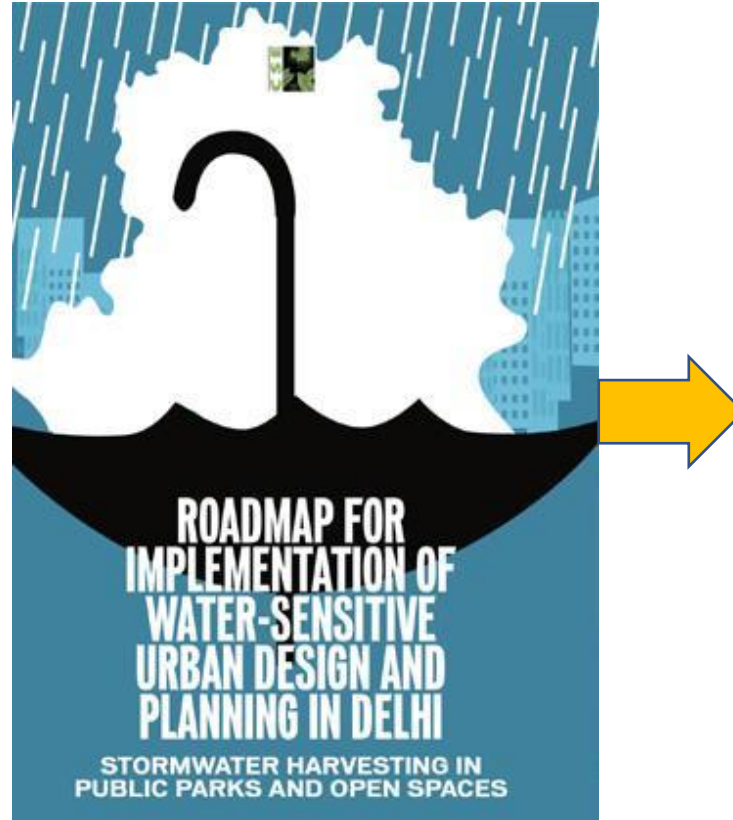 CSE
ROADMAP FOR
IMPLEMENTATION OF
WATER-SENSITIVE
URBAN DESIGN AND
PLANNING IN DELHI
STORMWATER HARVESTING IN
PUBLIC PARKS AND OPEN SPACES